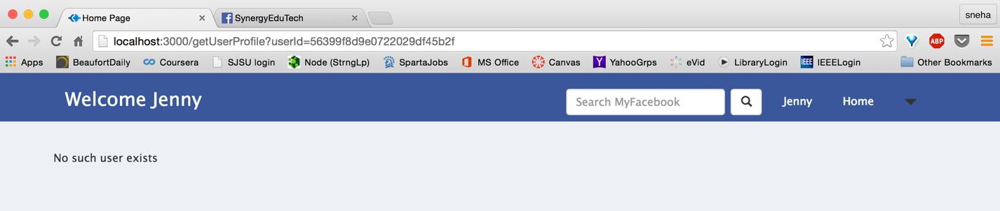 Home Page
SynergyEduTech
sneha
localhost:3000/getUserProfile?userId=56399f8d9e0722029df45b2f
ABP
Apps BeaufortDaily Coursera SJSU login Node (StrngLp) SpartaJobs MS Office Canvas YahooGrps eVid LibraryLogin IEEELogin Other Bookmarks
Welcome Jenny Search MyFacebook Jenny Home
No such user exists